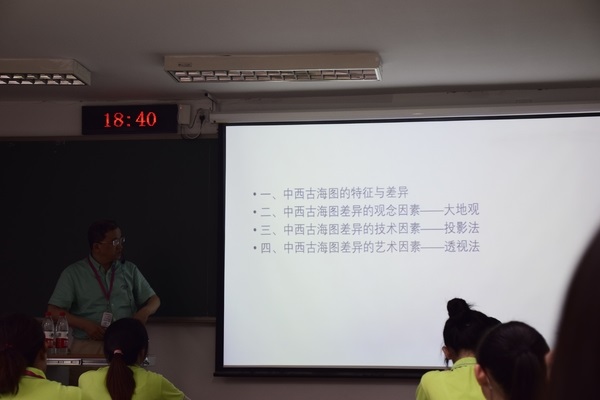 18:40
• 一、中西古海图的特征与差异
• 二、中西古海图差异的观念因素——大地观
• 三、中西古海图差异的技术因素——投影法
• 四、中西古海图差异的艺术因素——透视法